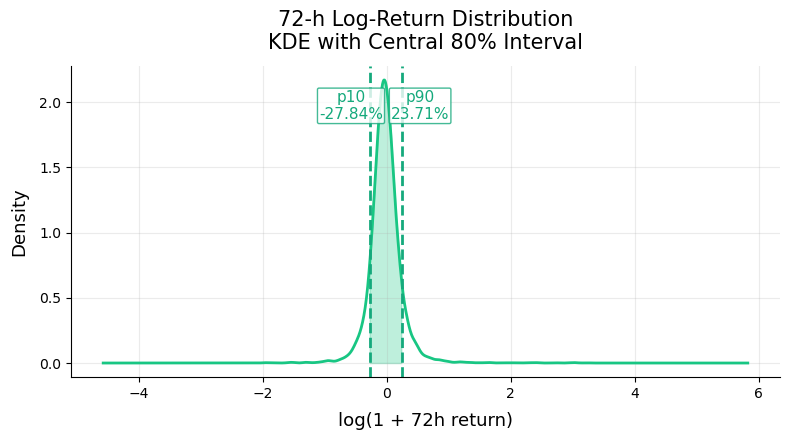 72-h Log-Return Distribution
KDE with Central 80% Interval
p10
-27.84%
p90
23.71%
2.0
1.5
1.0
0.5
0.0
Density
−4
−2
0
2
4
6
log(1 + 72h return)